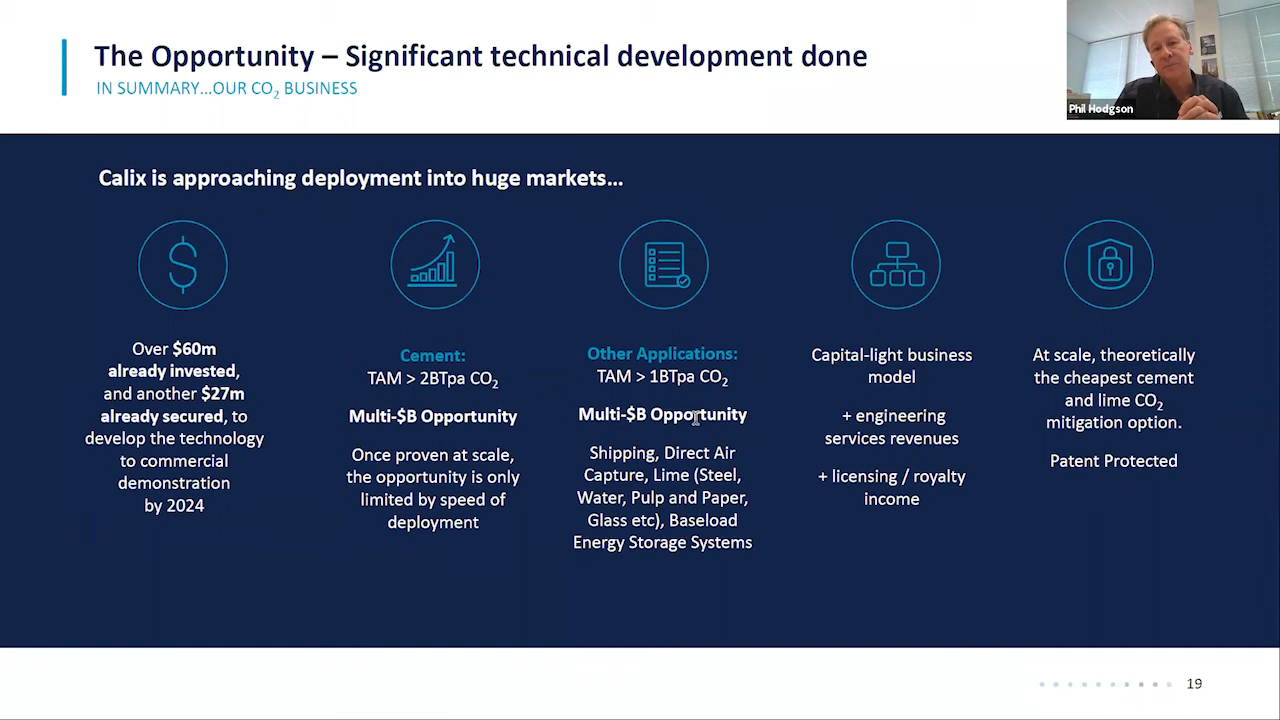 The Opportunity – Significant technical development done
IN SUMMARY...OUR CO₂ BUSINESS
Phil Hodgson
Calix is approaching deployment into huge markets...
Over $60m
already invested,
and another $27m
already secured, to
develop the technology
to commercial
demonstration
by 2024
Cement:
TAM > 2BTpa CO₂
Multi-$B Opportunity
Once proven at scale,
the opportunity is only
limited by speed of
deployment
Other Applications:
TAM > 1BTpa CO₂
Multi-$B Opportunity
Shipping, Direct Air
Capture, Lime (Steel,
Water, Pulp and Paper,
Glass etc), Baseload
Energy Storage Systems
Capital-light business
model
+ engineering
services revenues
+ licensing / royalty
income
At scale, theoretically
the cheapest cement
and lime CO₂
mitigation option.
Patent Protected
19